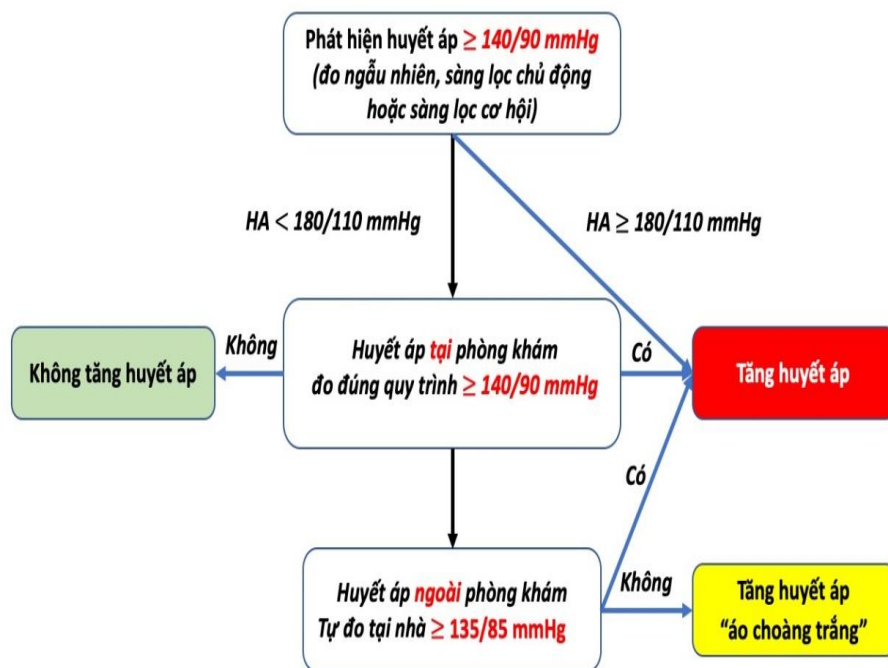 Phát hiện huyết áp ≥ 140/90 mmHg
(đo ngẫu nhiên, sàng lọc chủ động
hoặc sàng lọc cơ hội)
HA < 180/110 mmHg
HA ≥ 180/110 mmHg
Không tăng huyết áp
Không
Huyết áp tại phòng khám
đo đúng quy trình ≥ 140/90 mmHg
Có
Tăng huyết áp
Có
Huyết áp ngoài phòng khám
Tự đo tại nhà ≥ 135/85 mmHg
Không
Tăng huyết áp
“áo choàng trắng”